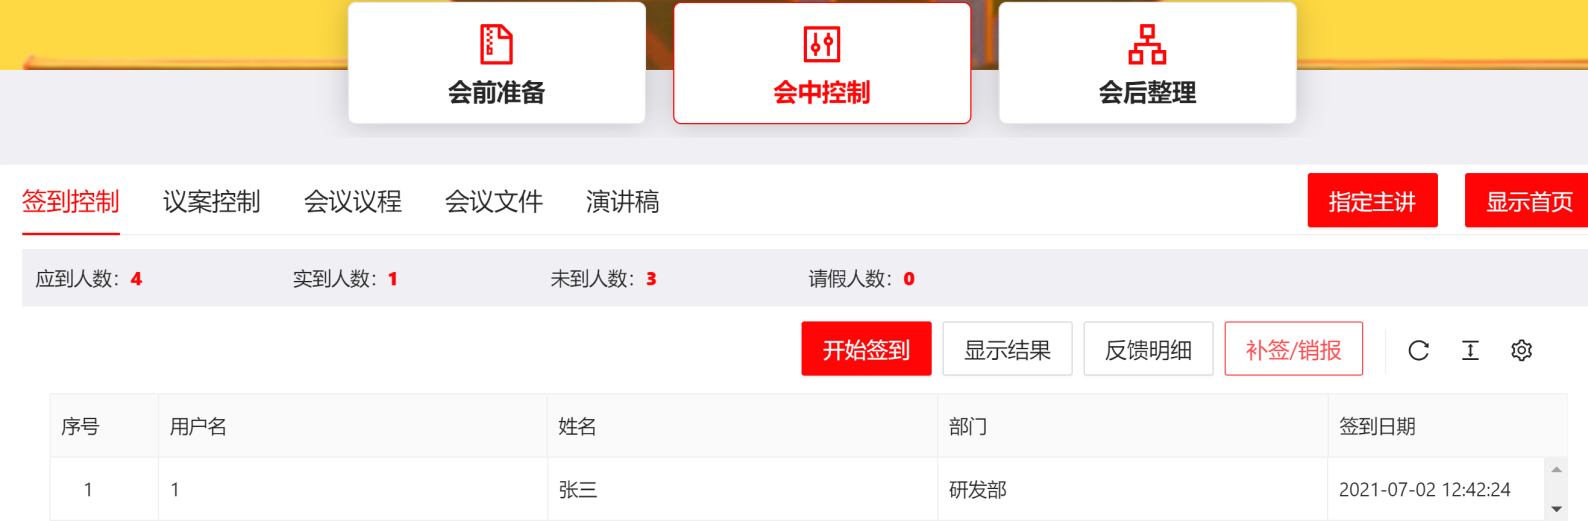 会前准备 会中控制 会后整理
签到控制 议案控制 会议议程 会议文件 演讲稿 指定主讲 显示首页
应到人数：4 实到人数：1 未到人数：3 请假人数：0
开始签到 显示结果 反馈明细 补签/销报
序号 用户名 姓名 部门 签到日期
1 1 张三 研发部 2021-07-02 12:42:24